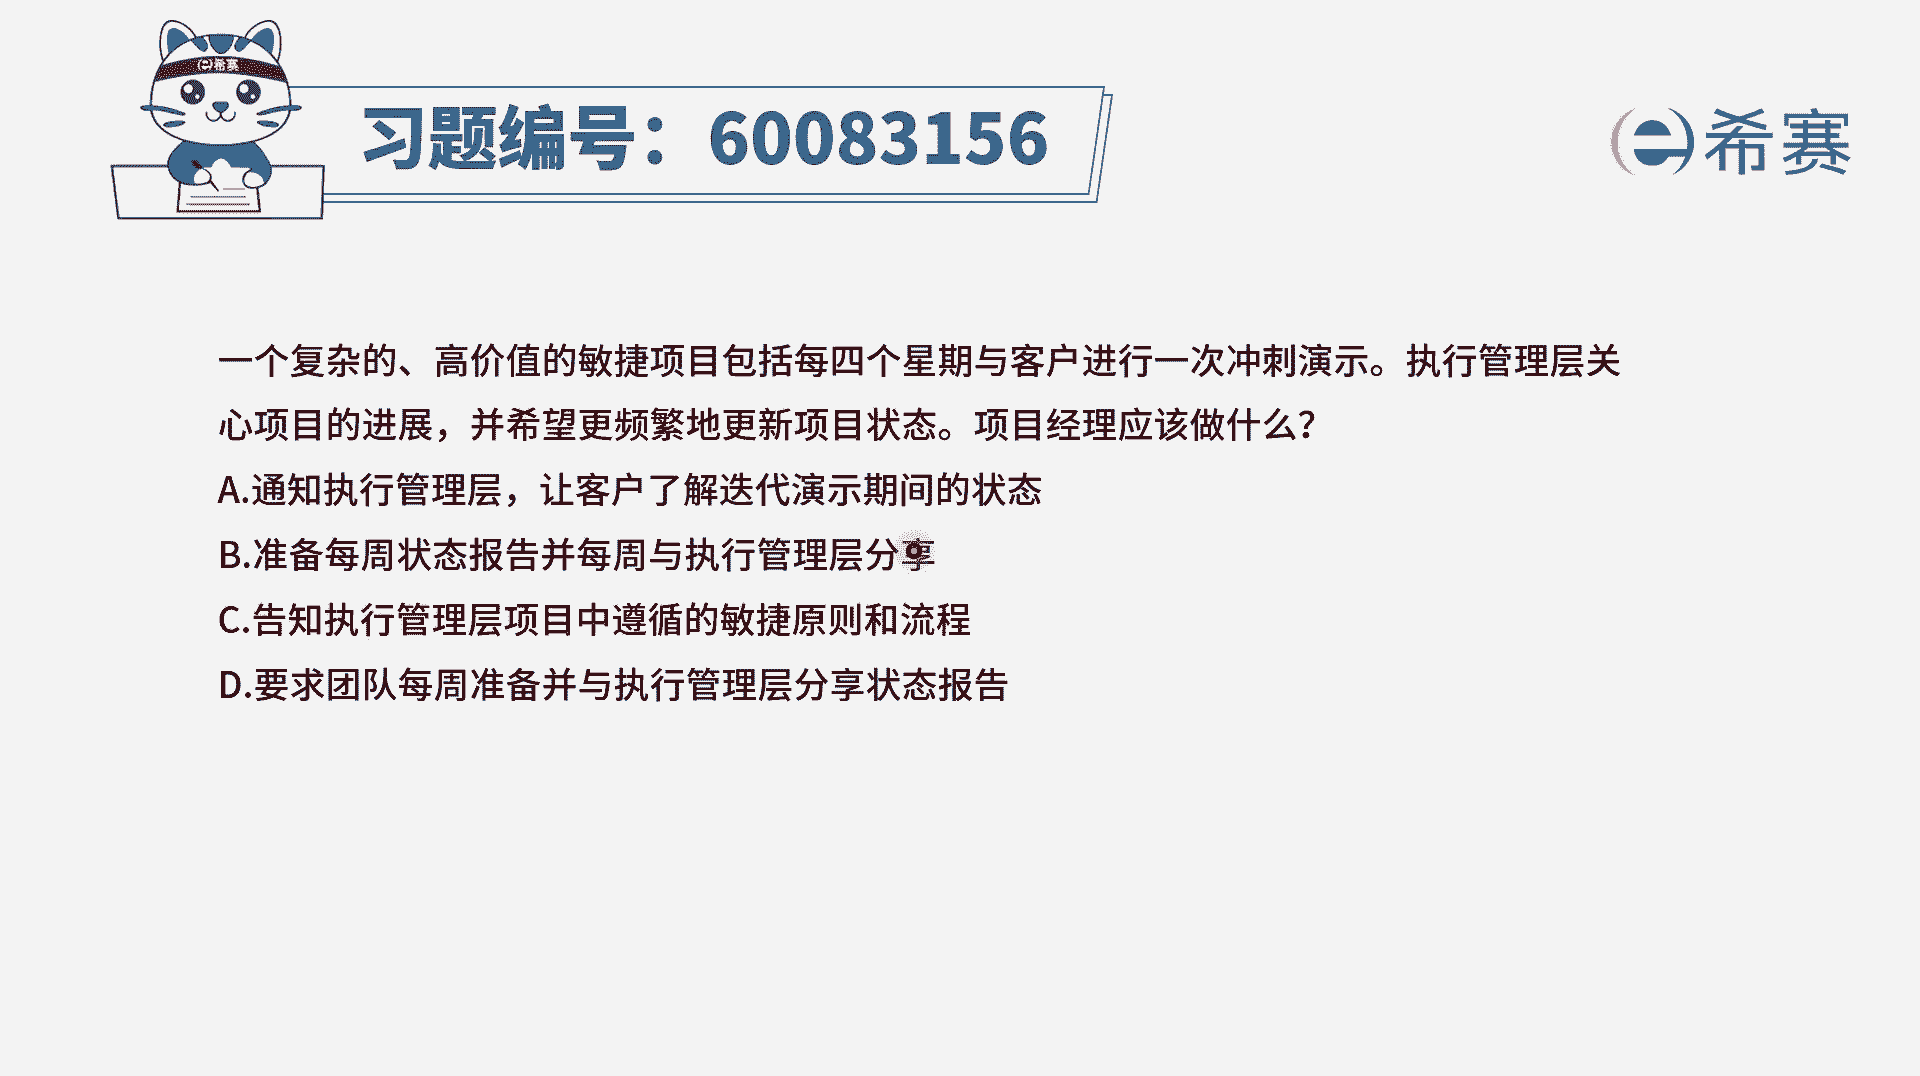 希赛
习题编号：60083156
希赛
一个复杂的、高价值的敏捷项目包括每四个星期与客户进行一次冲刺演示。执行管理层关
心项目的进展，并希望更频繁地更新项目状态。项目经理应该做什么？
A.通知执行管理层，让客户了解迭代演示期间的状态
B.准备每周状态报告并每周与执行管理层分享
C.告知执行管理层项目中遵循的敏捷原则和流程
D.要求团队每周准备并与执行管理层分享状态报告